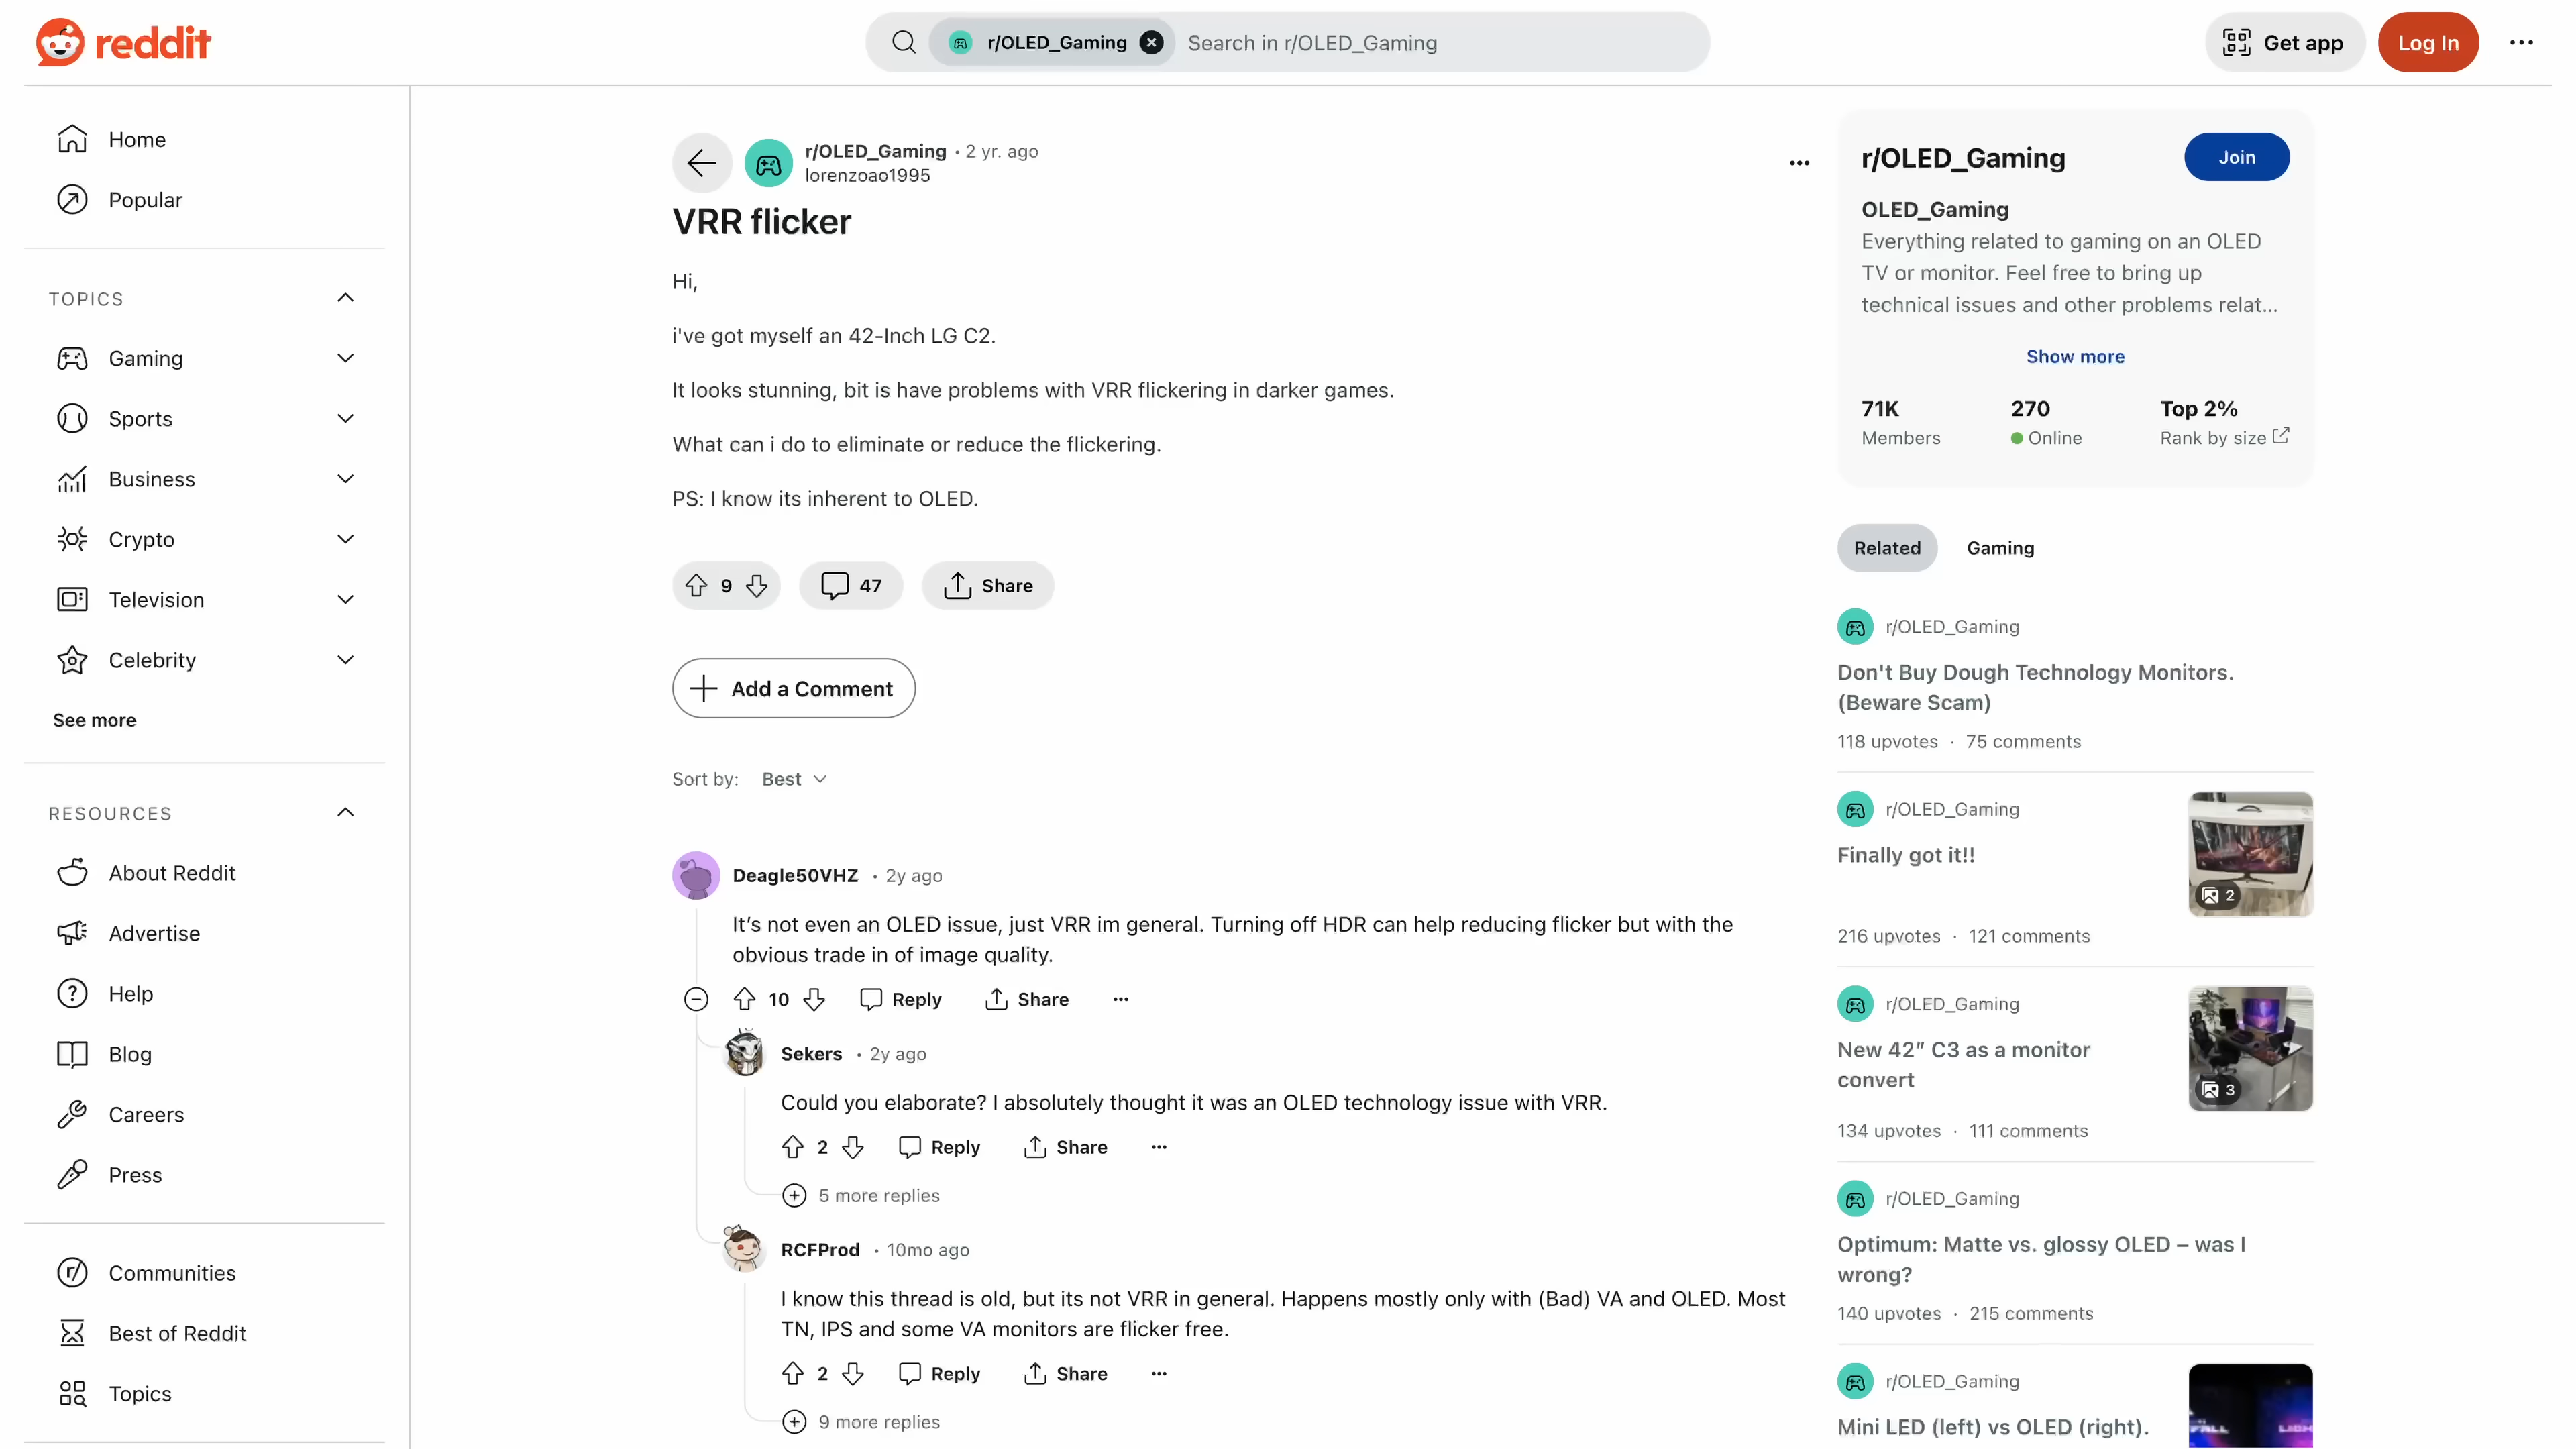 reddit
r/OLED_Gaming
Search in r/OLED_Gaming
Get app
Log In
Home
Popular
TOPICS
Gaming
Sports
Business
Crypto
Television
Celebrity
See more
RESOURCES
About Reddit
Advertise
Help
Blog
Careers
Press
Communities
Best of Reddit
Topics
r/OLED_Gaming • 2 yr. ago
lorenzoao1995
VRR flicker
Hi,
i've got myself an 42-Inch LG C2.
It looks stunning, bit is have problems with VRR flickering in darker games.
What can i do to eliminate or reduce the flickering.
PS: I know its inherent to OLED.
9
47
Share
Add a Comment
Sort by: Best
Deagle50VHZ • 2y ago
It’s not even an OLED issue, just VRR im general. Turning off HDR can help reducing flicker but with the
obvious trade in of image quality.
10
Reply
Share
Sekers • 2y ago
Could you elaborate? I absolutely thought it was an OLED technology issue with VRR.
2
Reply
Share
5 more replies
RCFProd • 10mo ago
I know this thread is old, but its not VRR in general. Happens mostly only with (Bad) VA and OLED. Most
TN, IPS and some VA monitors are flicker free.
2
Reply
Share
9 more replies
r/OLED_Gaming
Join
OLED_Gaming
Everything related to gaming on an OLED
TV or monitor. Feel free to bring up
technical issues and other problems relat...
Show more
71K
Members
270
Online
Top 2%
Rank by size
Related
Gaming
r/OLED_Gaming
Don't Buy Dough Technology Monitors.
(Beware Scam)
118 upvotes · 75 comments
r/OLED_Gaming
Finally got it!!
2
216 upvotes · 121 comments
r/OLED_Gaming
New 42” C3 as a monitor
convert
3
134 upvotes · 111 comments
r/OLED_Gaming
Optimum: Matte vs. glossy OLED – was I
wrong?
140 upvotes · 215 comments
r/OLED_Gaming
Mini LED (left) vs OLED (right).